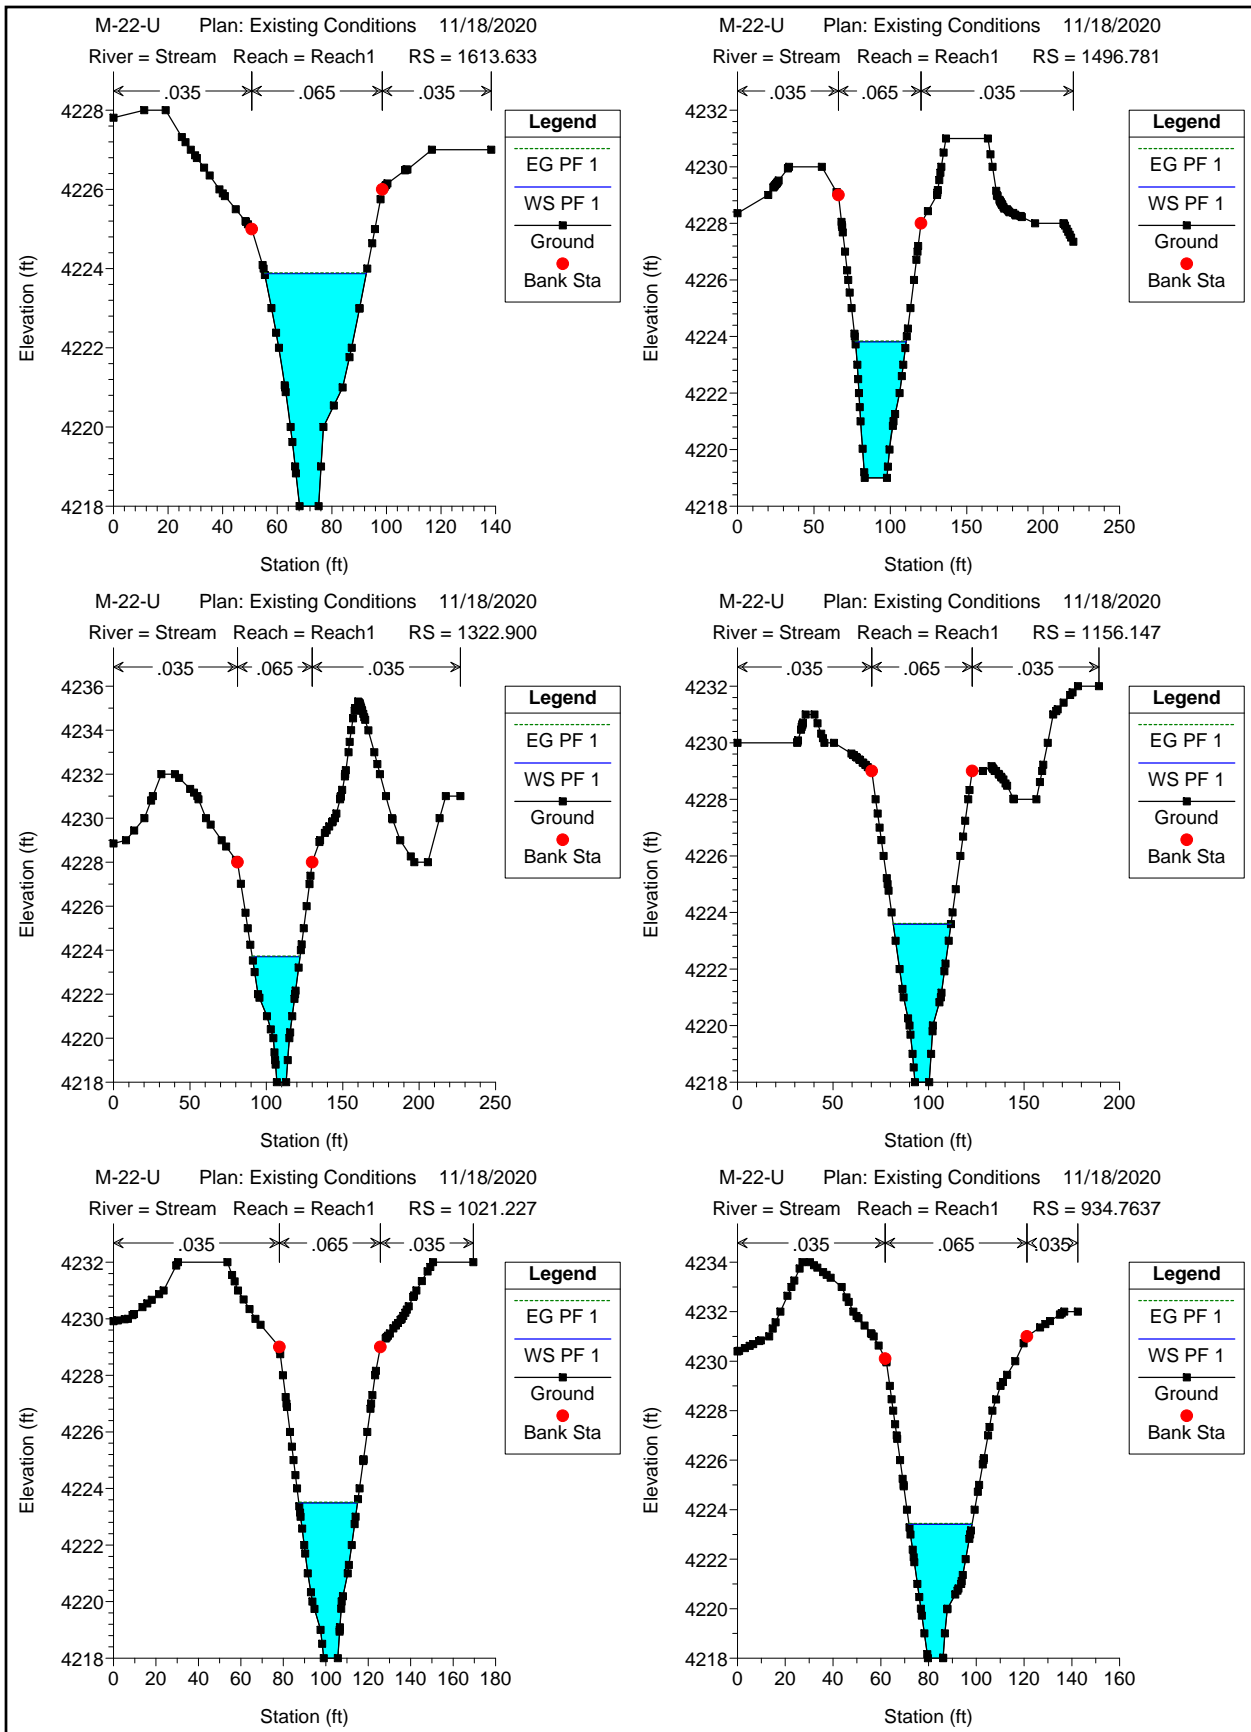 M-22-U Plan: Existing Conditions 11/18/2020
River = Stream Reach = Reach1 RS = 1613.633
.035 .065 .035
4228
4226
4224
4222
4220
4218
Elevation (ft)
0 20 40 60 80 100 120 140
Station (ft)
Legend
EG PF 1
WS PF 1
Ground
Bank Sta
M-22-U Plan: Existing Conditions 11/18/2020
River = Stream Reach = Reach1 RS = 1496.781
.035 .065 .035
4232
4230
4228
4226
4224
4222
4220
4218
Elevation (ft)
0 50 100 150 200 250
Station (ft)
Legend
EG PF 1
WS PF 1
Ground
Bank Sta
M-22-U Plan: Existing Conditions 11/18/2020
River = Stream Reach = Reach1 RS = 1322.900
.035 .065 .035
4236
4234
4232
4230
4228
4226
4224
4222
4220
4218
Elevation (ft)
0 50 100 150 200 250
Station (ft)
Legend
EG PF 1
WS PF 1
Ground
Bank Sta
M-22-U Plan: Existing Conditions 11/18/2020
River = Stream Reach = Reach1 RS = 1156.147
.035 .065 .035
4232
4230
4228
4226
4224
4222
4220
4218
Elevation (ft)
0 50 100 150 200
Station (ft)
Legend
EG PF 1
WS PF 1
Ground
Bank Sta
M-22-U Plan: Existing Conditions 11/18/2020
River = Stream Reach = Reach1 RS = 1021.227
.035 .065 .035
4232
4230
4228
4226
4224
4222
4220
4218
Elevation (ft)
0 20 40 60 80 100 120 140 160 180
Station (ft)
Legend
EG PF 1
WS PF 1
Ground
Bank Sta
M-22-U Plan: Existing Conditions 11/18/2020
River = Stream Reach = Reach1 RS = 934.7637
.035 .065 .035
4234
4232
4230
4228
4226
4224
4222
4220
4218
Elevation (ft)
0 20 40 60 80 100 120 140 160
Station (ft)
Legend
EG PF 1
WS PF 1
Ground
Bank Sta